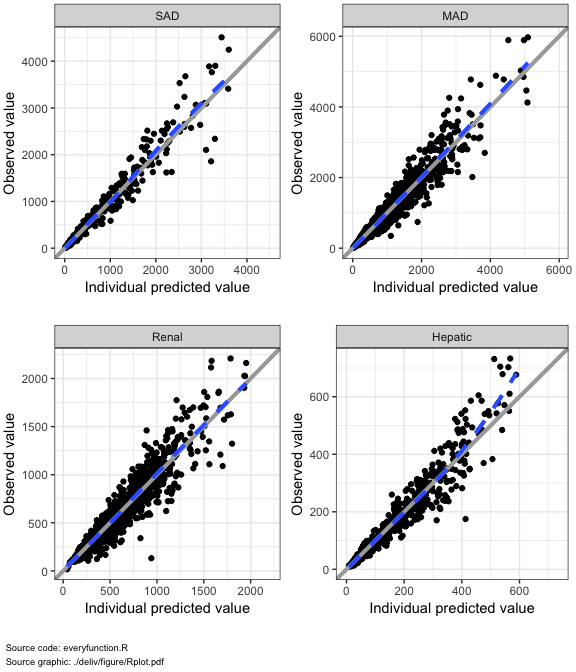 SAD
MAD
4000
3000
2000
1000
0
Observed value
0 1000 2000 3000 4000
Individual predicted value
6000
4000
2000
0
Observed value
0 2000 4000 6000
Individual predicted value
Renal
Hepatic
2000
1500
1000
500
0
Observed value
0 500 1000 1500 2000
Individual predicted value
600
400
200
0
Observed value
0 200 400 600
Individual predicted value
Source code: everyfunction.R
Source graphic: ./deliv/figure/Rplot.pdf